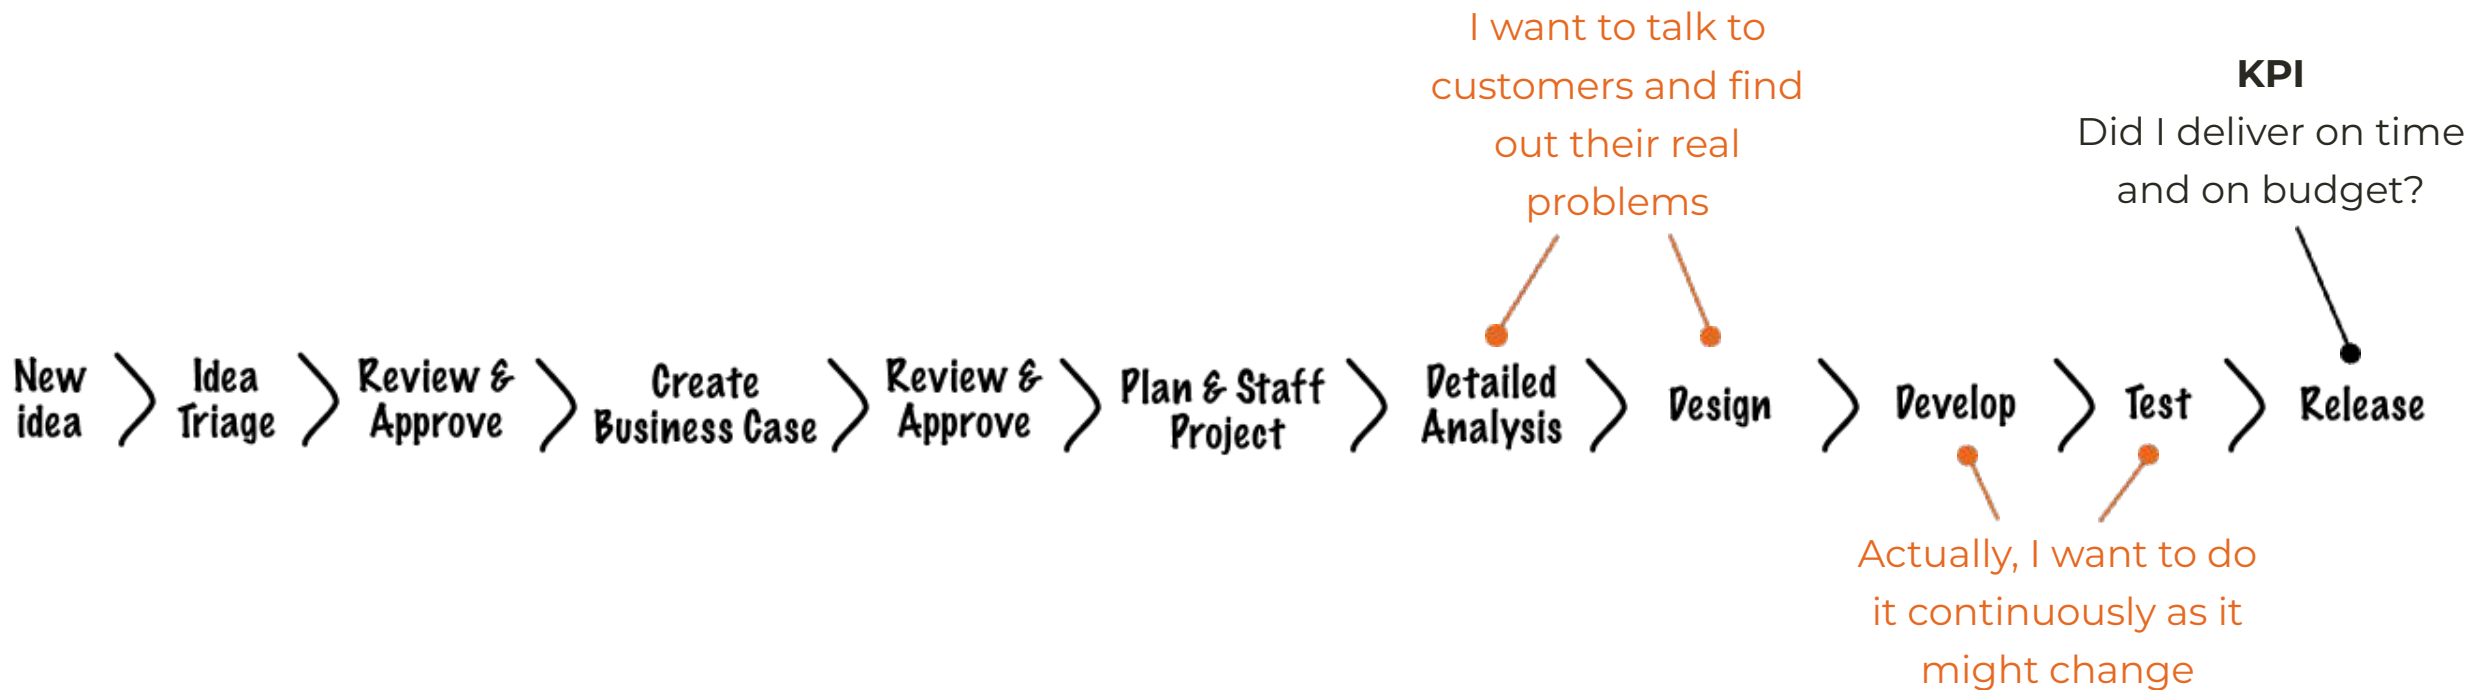 I want to talk to
customers and find
out their real
problems
KPI
Did I deliver on time
and on budget?
New
idea
Idea
Triage
Review &
Approve
Create
Business Case
Review &
Approve
Plan & Staff
Project
Detailed
Analysis
Design
Develop
Test
Release
Actually, I want to do
it continuously as it
might change